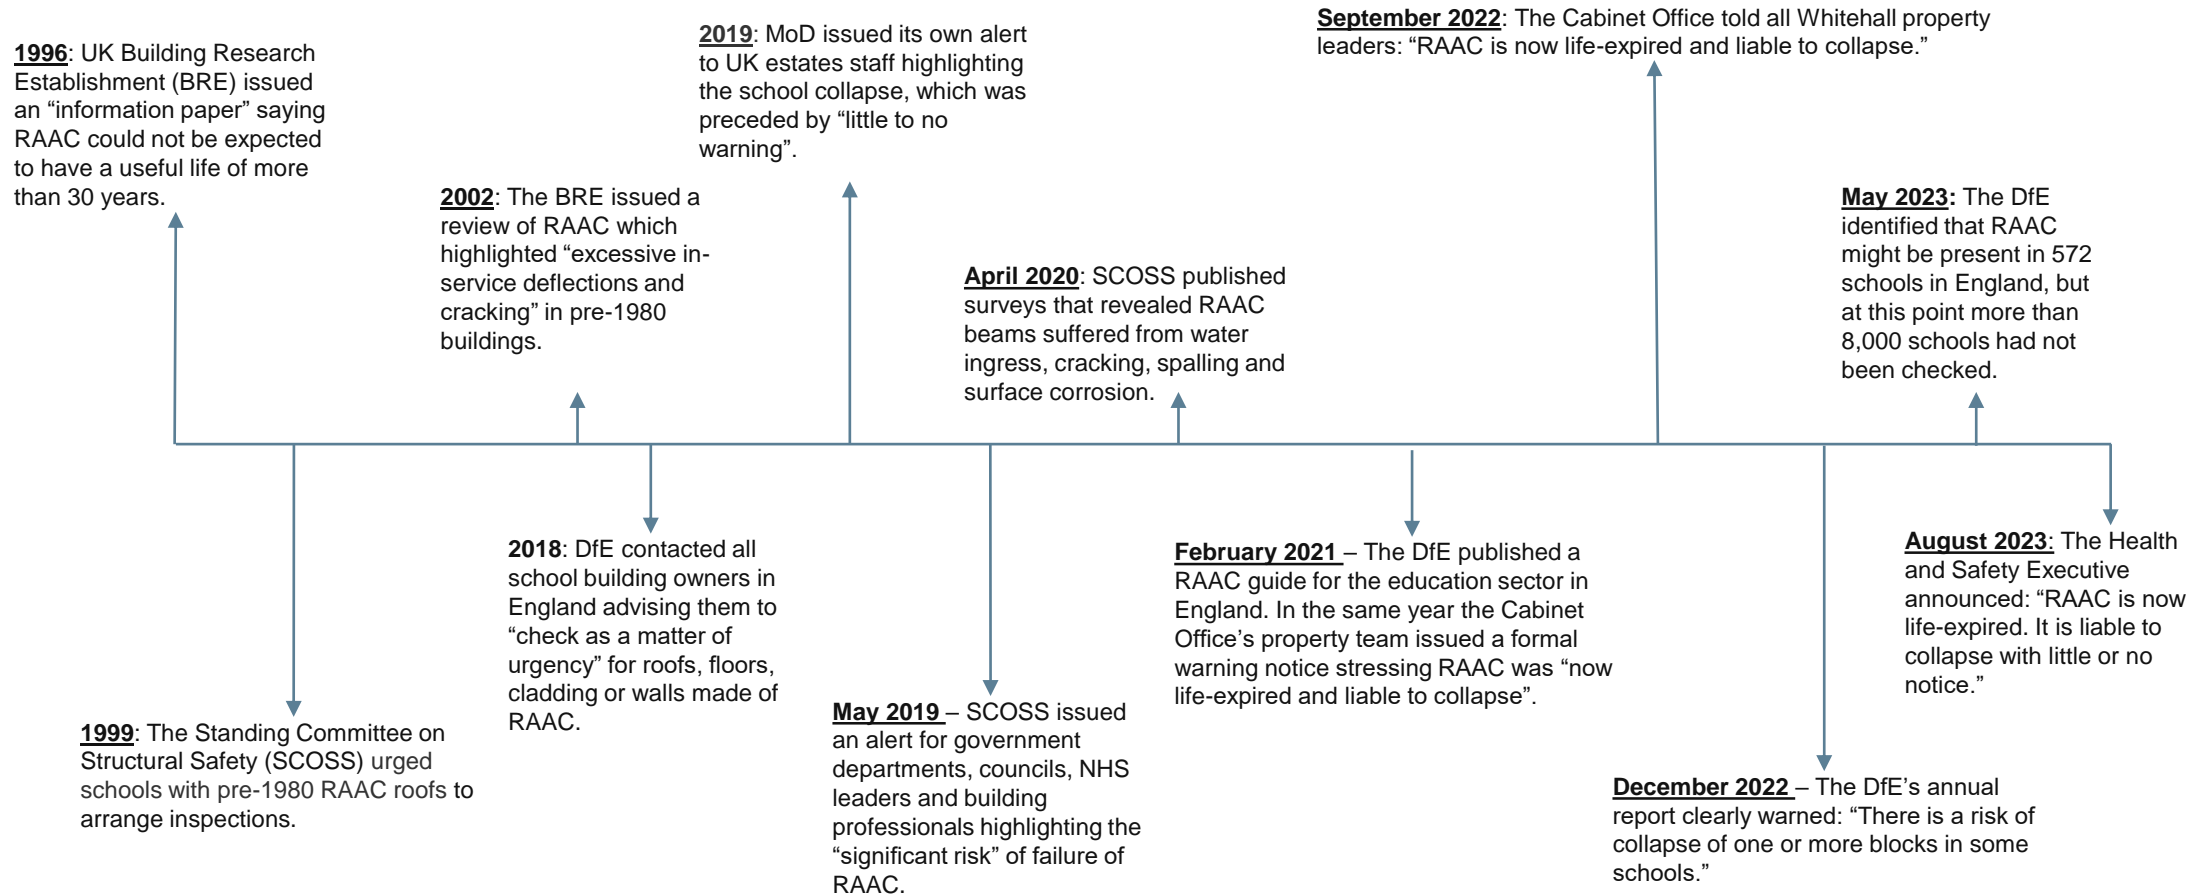 1996: UK Building Research
Establishment (BRE) issued
an “information paper” saying
RAAC could not be expected
to have a useful life of more
than 30 years.
1999: The Standing Committee on
Structural Safety (SCOSS) urged
schools with pre-1980 RAAC roofs to
arrange inspections.
2002: The BRE issued a
review of RAAC which
highlighted “excessive in-
service deflections and
cracking” in pre-1980
buildings.
2018: DfE contacted all
school building owners in
England advising them to
“check as a matter of
urgency” for roofs, floors,
cladding or walls made of
RAAC.
2019: MoD issued its own alert
to UK estates staff highlighting
the school collapse, which was
preceded by “little to no
warning”.
May 2019 – SCOSS issued
an alert for government
departments, councils, NHS
leaders and building
professionals highlighting the
“significant risk” of failure of
RAAC.
April 2020: SCOSS published
surveys that revealed RAAC
beams suffered from water
ingress, cracking, spalling and
surface corrosion.
February 2021 – The DfE published a
RAAC guide for the education sector in
England. In the same year the Cabinet
Office’s property team issued a formal
warning notice stressing RAAC was “now
life-expired and liable to collapse”.
September 2022: The Cabinet Office told all Whitehall property
leaders: “RAAC is now life-expired and liable to collapse.”
December 2022 – The DfE’s annual
report clearly warned: “There is a risk of
collapse of one or more blocks in some
schools.”
May 2023: The DfE
identified that RAAC
might be present in 572
schools in England, but
at this point more than
8,000 schools had not
been checked.
August 2023: The Health
and Safety Executive
announced: “RAAC is now
life-expired. It is liable to
collapse with little or no
notice.”